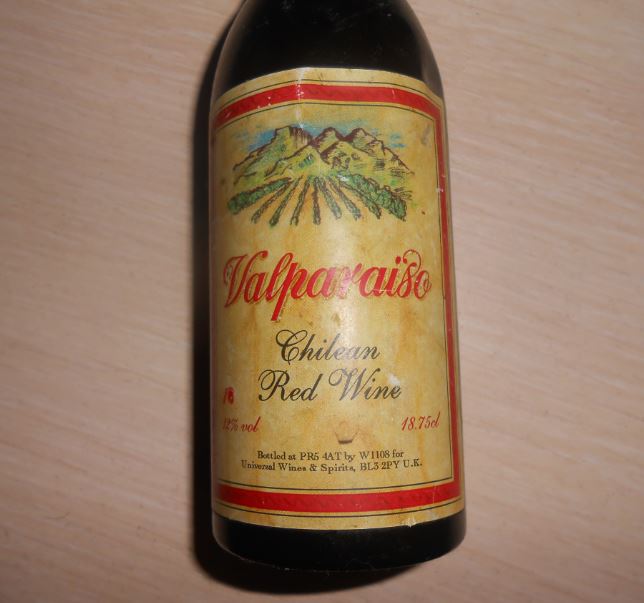 Valparaiso
Chilean
Red Wine
12% vol 18.75cl
Bottled at PR5 4AT by W1108 for
Universal Wines & Spirits, BL3 2PY U.K.